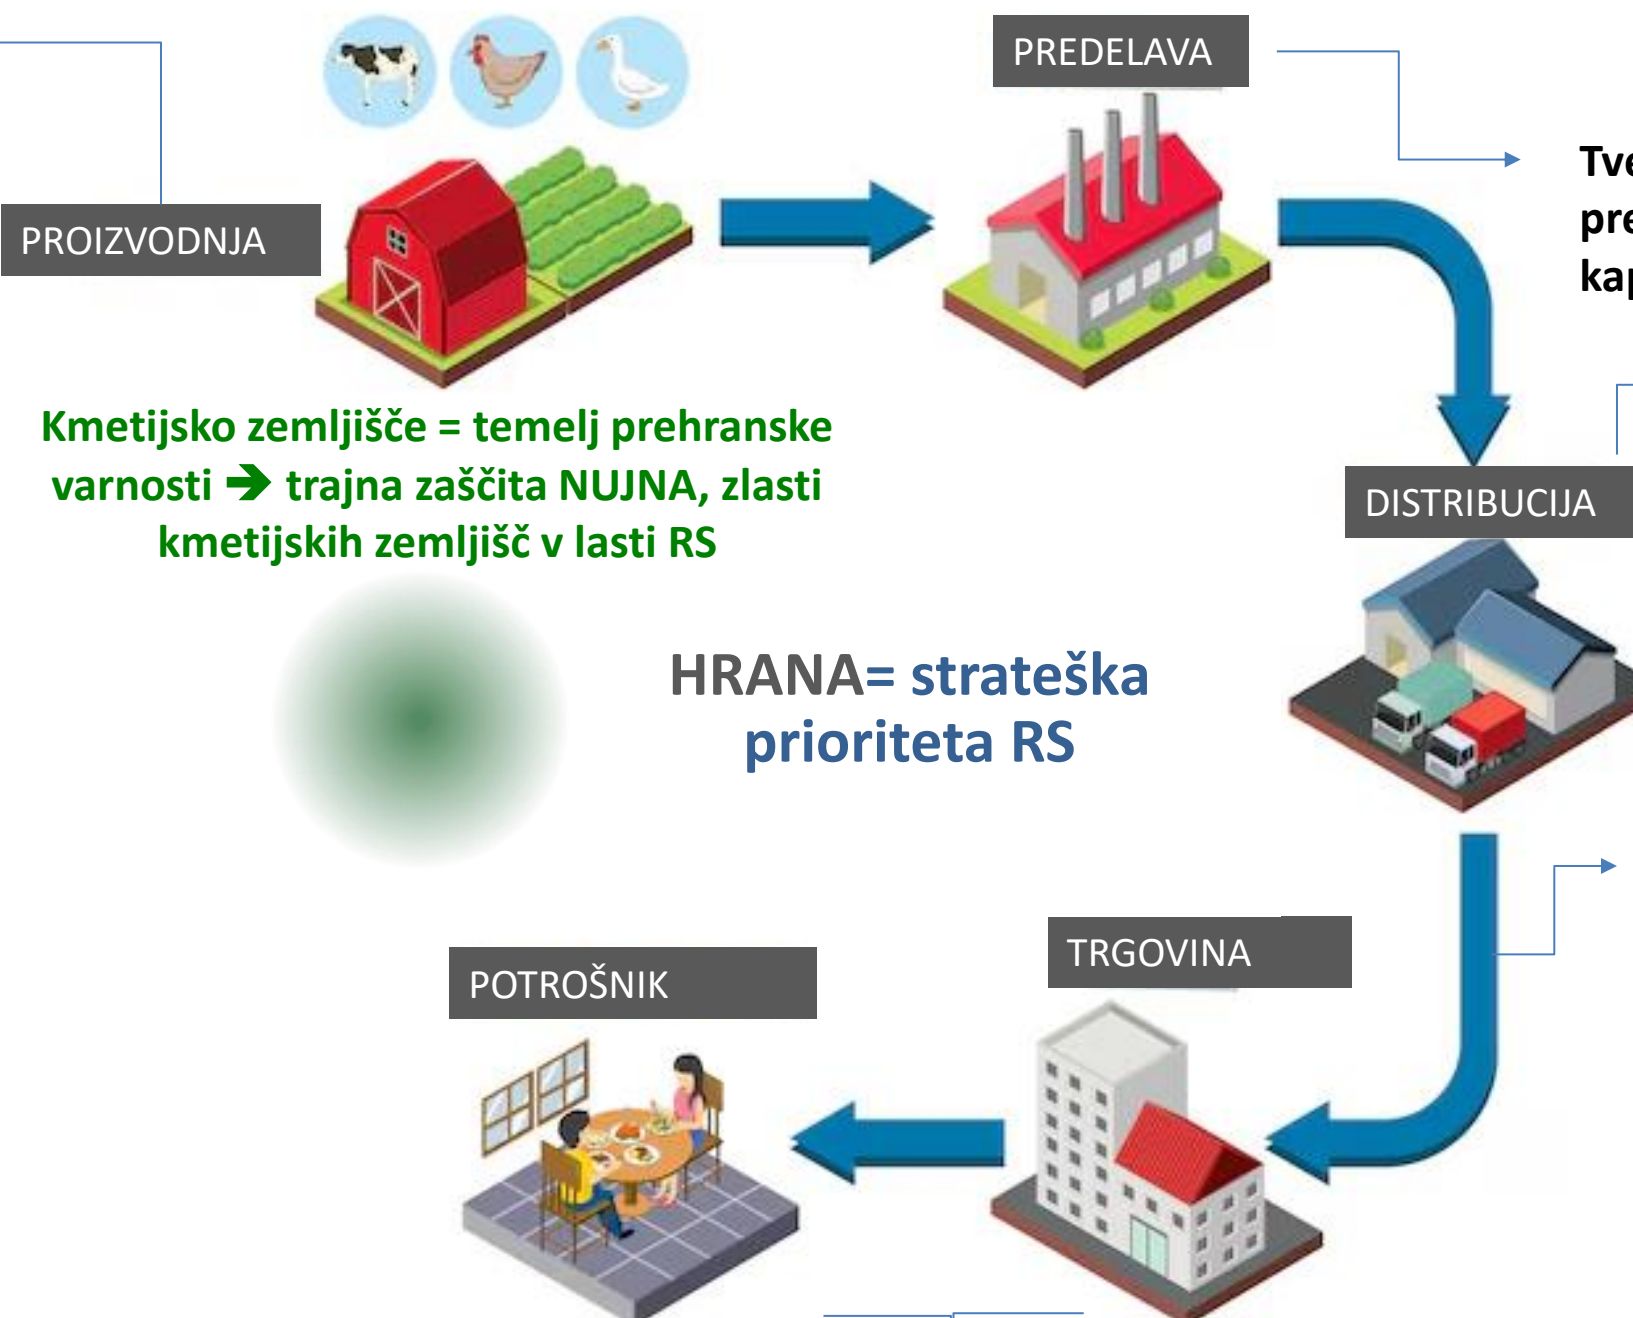 PREDELAVA
PROIZVODNJA
Kmetijsko zemljišče = temelj prehranske
varnosti 🡺 trajna zaščita NUJNA, zlasti
kmetijskih zemljišč v lasti RS
DISTRIBUCIJA
HRANA= strateška
prioriteta RS
TRGOVINA
POTROŠNIK